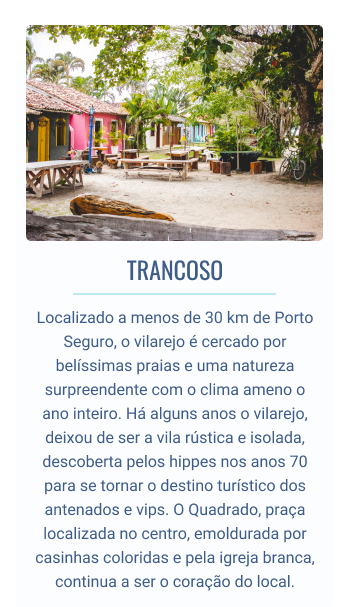 TRANCOSO
Localizado a menos de 30 km de Porto
Seguro, o vilarejo é cercado por
belíssimas praias e uma natureza
surpreendente com o clima ameno o
ano inteiro. Há alguns anos o vilarejo,
deixou de ser a vila rústica e isolada,
descoberta pelos hippes nos anos 70
para se tornar o destino turístico dos
antenados e vips. O Quadrado, praça
localizada no centro, emoldurada por
casinhas coloridas e pela igreja branca,
continua a ser o coração do local.